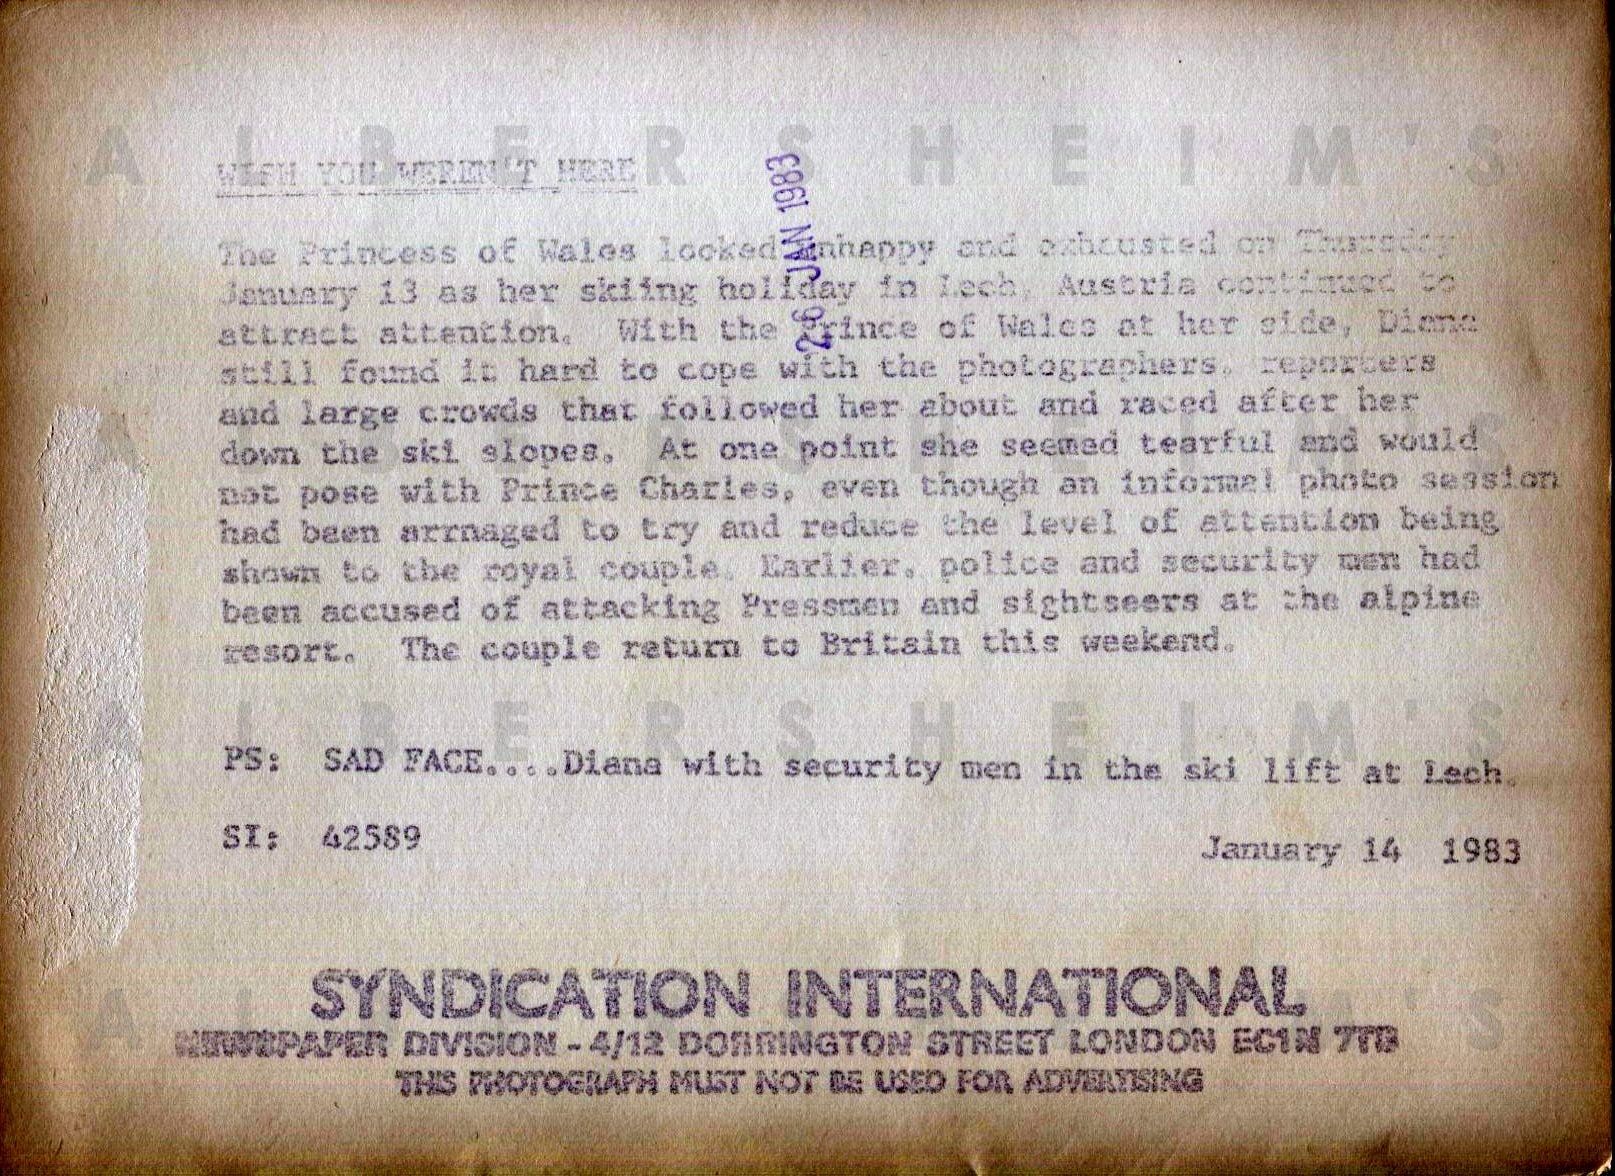 ALBERSHEIM'S
WISH YOU WEREN'T HERE
26 JAN 1983
The Princess of Wales looked unhappy and exhausted on Thursday
January 13 as her skiing holiday in Lech, Austria continued to
attract attention. With the Prince of Wales at her side, Diana
still found it hard to cope with the photographers, reporters
and large crowds that followed her about and raced after her
down the ski slopes. At one point she seemed tearful and would
not pose with Prince Charles, even though an informal photo session
had been arrnaged to try and reduce the level of attention being
shown to the royal couple. Earlier, police and security men had
been accused of attacking Pressmen and sightseers at the alpine
resort. The couple return to Britain this weekend.
ALBERSHEIM'S
PS: SAD FACE....Diana with security men in the ski lift at Lech.
SI: 42589 January 14 1983
SYNDICATION INTERNATIONAL
NEWSPAPER DIVISION - 4/12 DORRINGTON STREET LONDON EC1N 7TB
THIS PHOTOGRAPH MUST NOT BE USED FOR ADVERTISING